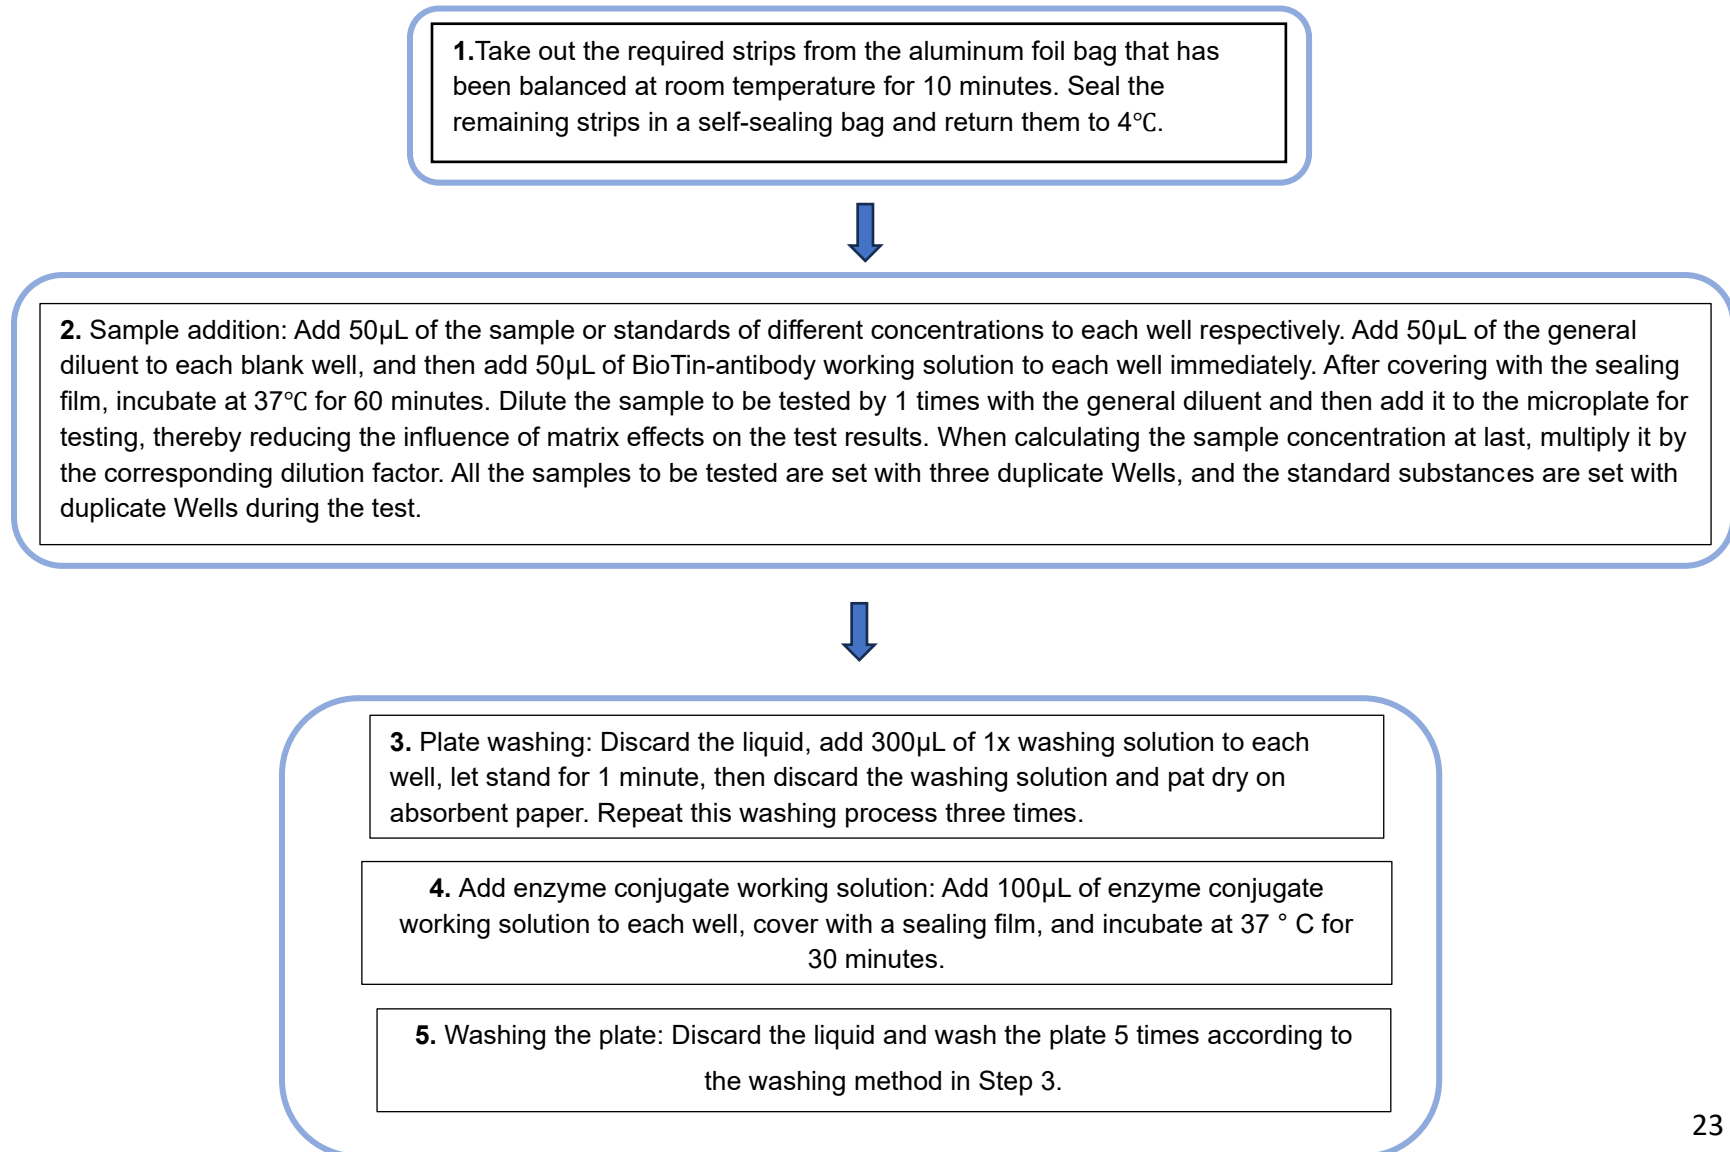 1.Take out the required strips from the aluminum foil bag that has
been balanced at room temperature for 10 minutes. Seal the
remaining strips in a self-sealing bag and return them to 4℃.
2. Sample addition: Add 50μL of the sample or standards of different concentrations to each well respectively. Add 50μL of the general
diluent to each blank well, and then add 50μL of BioTin-antibody working solution to each well immediately. After covering with the sealing
film, incubate at 37℃ for 60 minutes. Dilute the sample to be tested by 1 times with the general diluent and then add it to the microplate for
testing, thereby reducing the influence of matrix effects on the test results. When calculating the sample concentration at last, multiply it by
the corresponding dilution factor. All the samples to be tested are set with three duplicate Wells, and the standard substances are set with
duplicate Wells during the test.
3. Plate washing: Discard the liquid, add 300μL of 1x washing solution to each
well, let stand for 1 minute, then discard the washing solution and pat dry on
absorbent paper. Repeat this washing process three times.
4. Add enzyme conjugate working solution: Add 100μL of enzyme conjugate
working solution to each well, cover with a sealing film, and incubate at 37 ° C for
30 minutes.
5. Washing the plate: Discard the liquid and wash the plate 5 times according to
the washing method in Step 3.
23